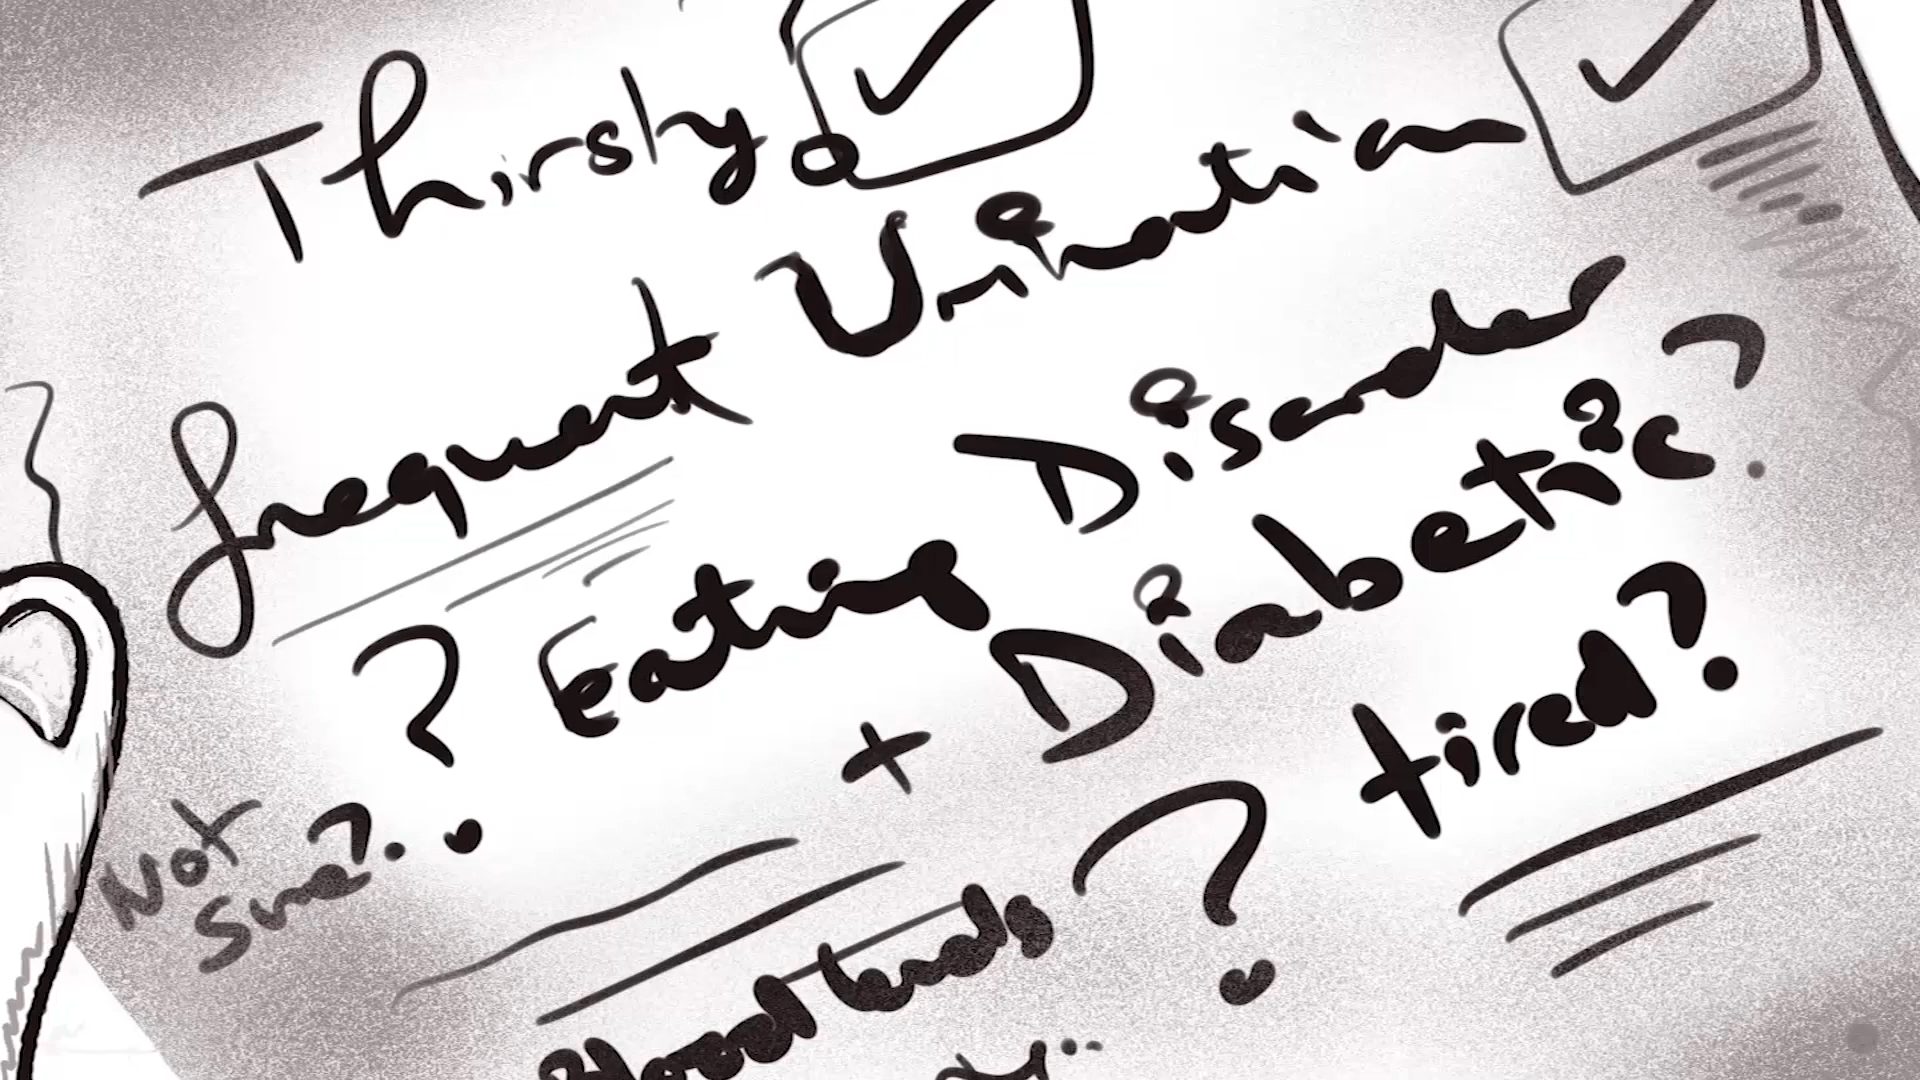 Thirsty
frequent Urination
? Eating Disorder
+ Diabetic?
tired?
Not
Sure?..
Blood levels ?